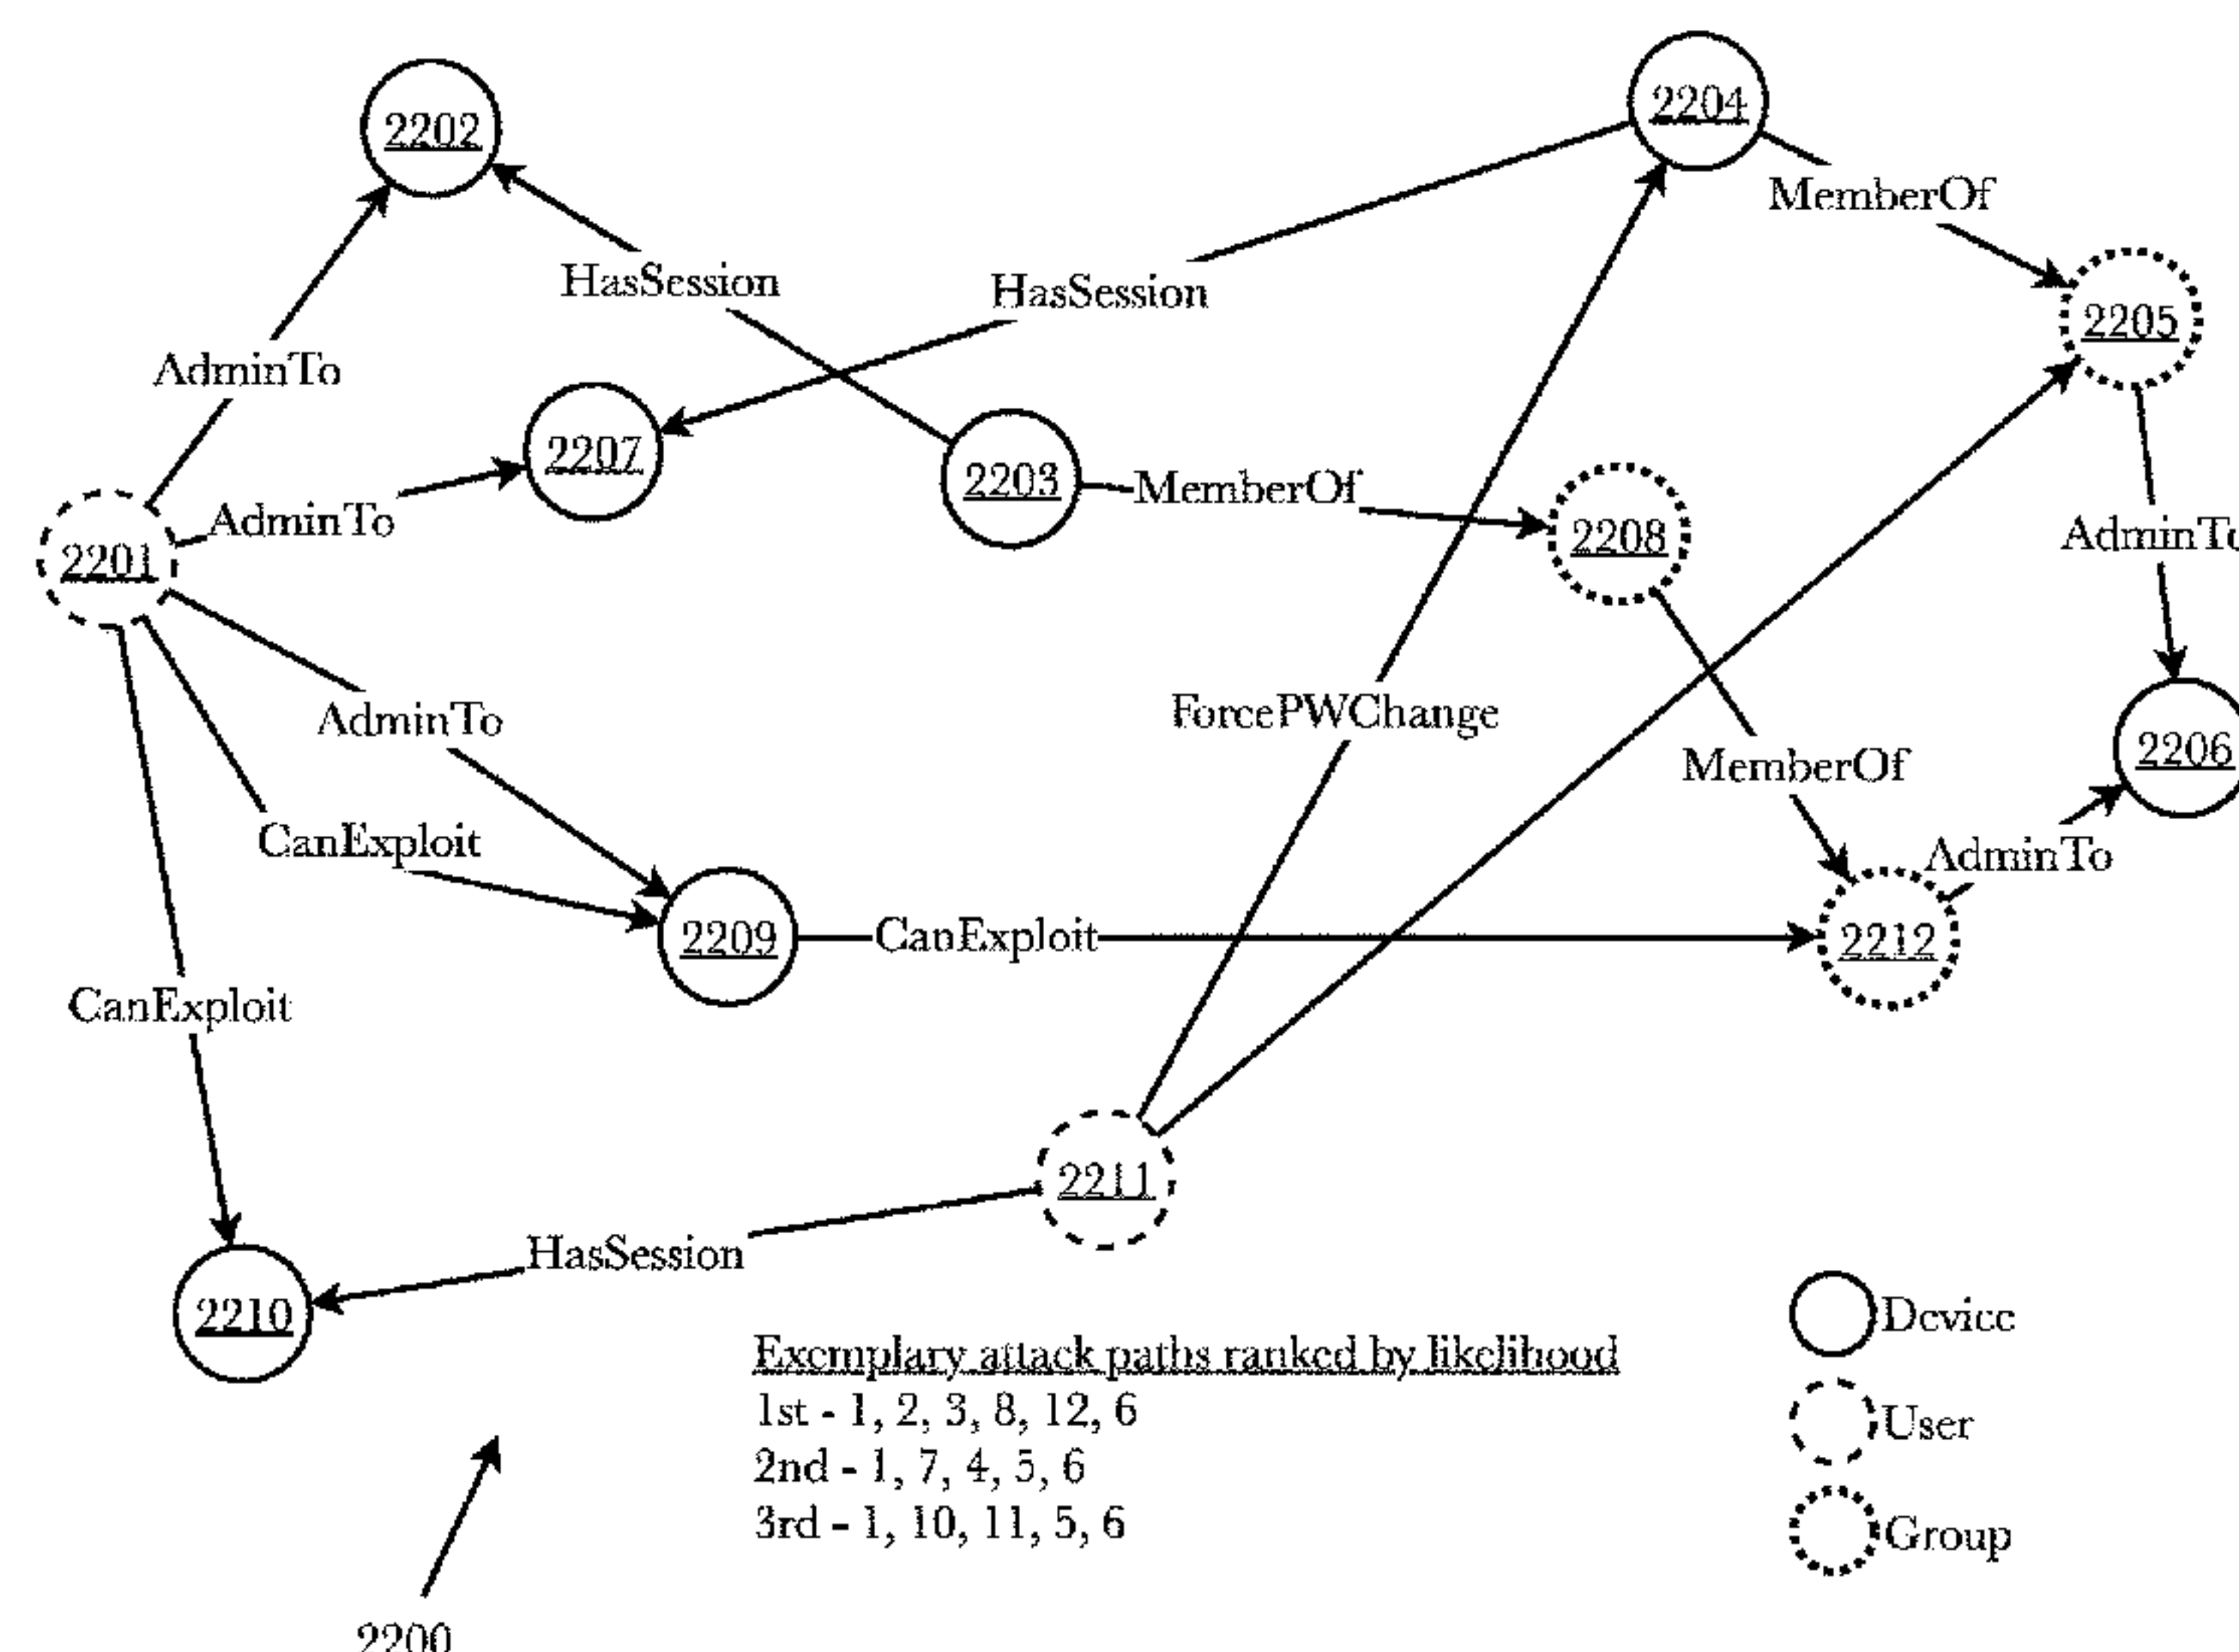 2204
2202
MemberOf
HasSession
HasSession
2205
AdminTo
2207
2203
MemberOf
AdminTo
2208
AdminTo
2201
AdminTo
ForcePWChange
MemberOf
2206
CanExploit
AdminTo
2209
CanExploit
2212
CanExploit
2211
HasSession
2210
Device
Exemplary attack paths ranked by likelihood
1st - 1, 2, 3, 8, 12, 6
User
2nd - 1, 7, 4, 5, 6
3rd - 1, 10, 11, 5, 6
Group
2200